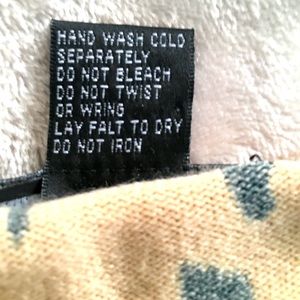 HAND WASH COLD
SEPARATELY
DO NOT BLEACH
DO NOT TWIST
OR WRING
LAY FALT TO DRY
DO NOT IRON